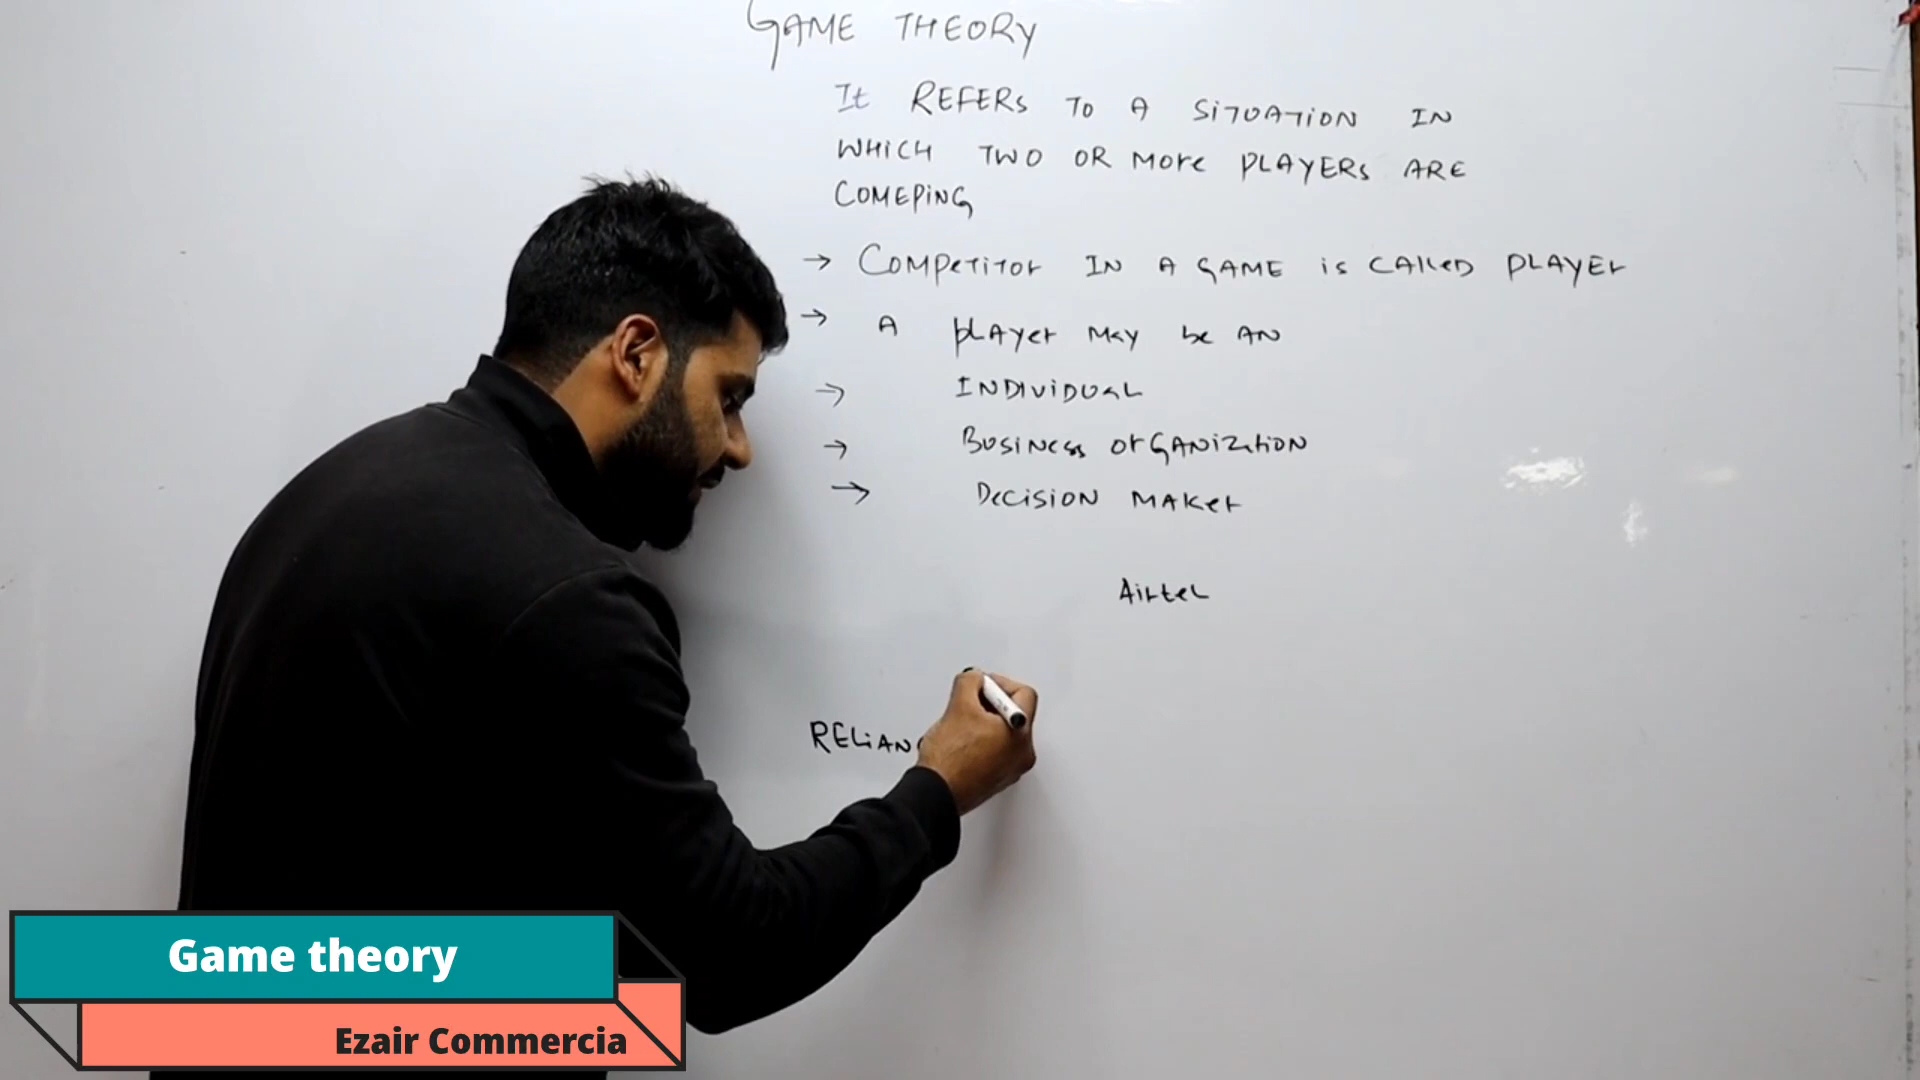 GAME THEORY
It REFERS TO A SITUATION IN
WHICH TWO OR MORE PLAYERS ARE
COMEPING
→ COMPETITOR IN A GAME is CALLED PLAYER
→ A PLAYER MAY be AN
→ INDIVIDUAL
→ BUSINESS ORGANIZATION
→ DECISION MAKER
Airtel
RELIANC
Game theory
Ezair Commercia